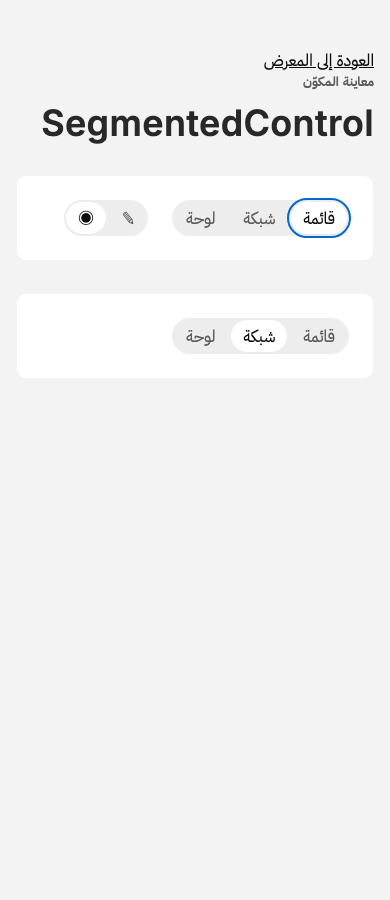 العودة إلى المعرض
معاينة المكوّن
SegmentedControl
قائمة شبكة لوحة
قائمة شبكة لوحة